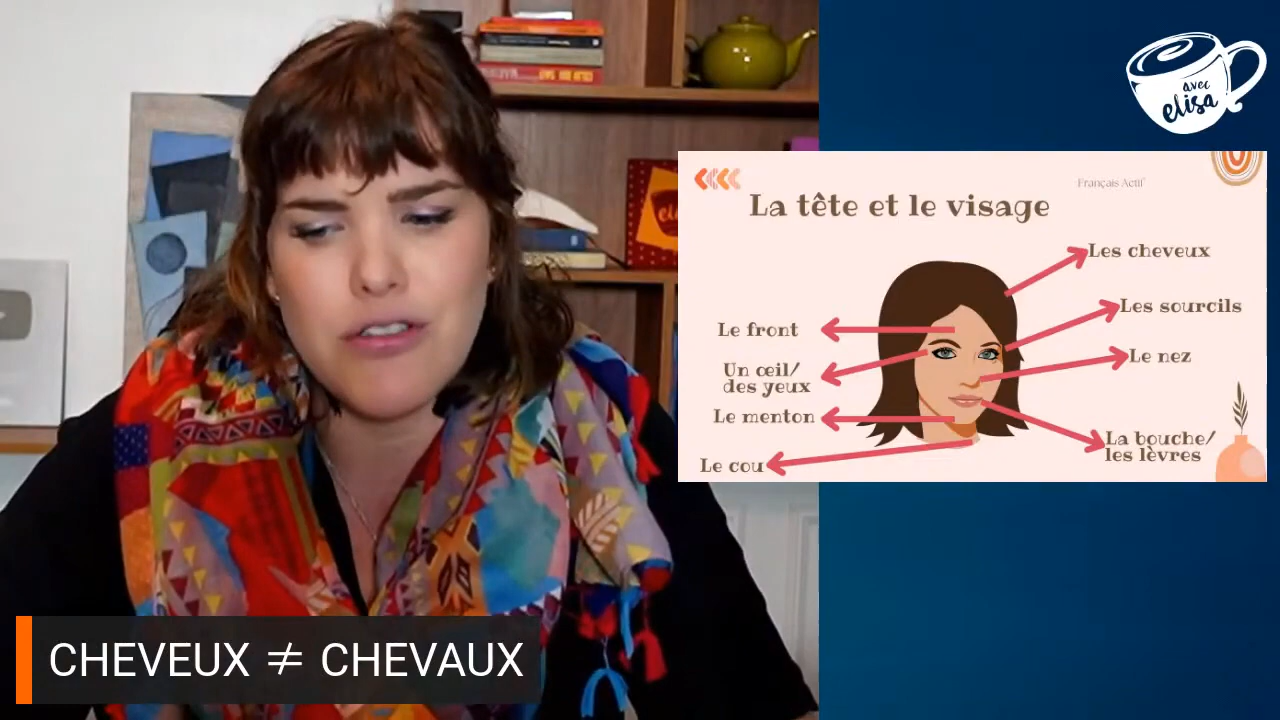 avec
elisa
Français Actif
La tête et le visage
Les cheveux
Les sourcils
Le front
Le nez
Un œil/
des yeux
Le menton
La bouche/
les lèvres
Le cou
CHEVEUX ≠ CHEVAUX